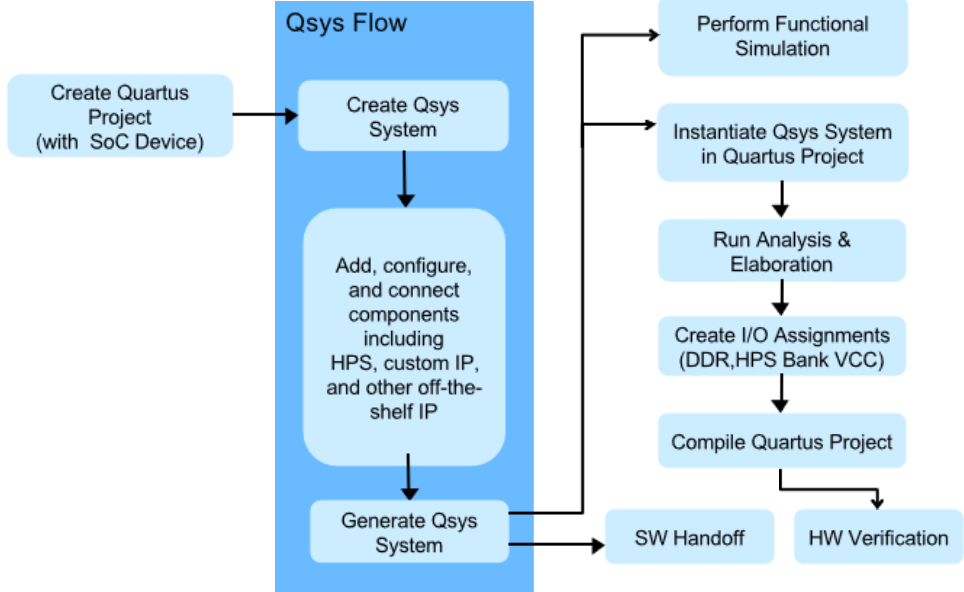 Qsys Flow
Create Quartus
Project
(with SoC Device)
Create Qsys
System
Add, configure,
and connect
components
including
HPS, custom IP,
and other off-the-
shelf IP
Generate Qsys
System
Perform Functional
Simulation
Instantiate Qsys System
in Quartus Project
Run Analysis &
Elaboration
Create I/O Assignments
(DDR,HPS Bank VCC)
Compile Quartus Project
SW Handoff
HW Verification